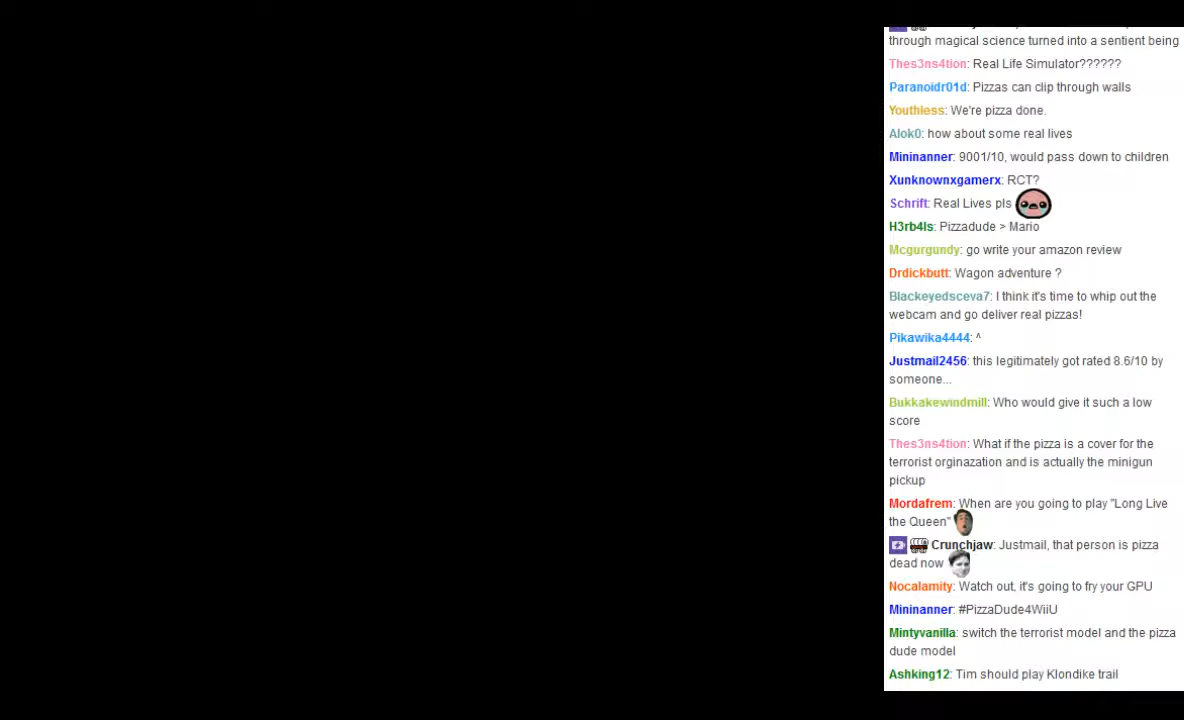 through magical science turned into a sentient being
Thes3ns4tion: Real Life Simulator??????
Paranoidr01d: Pizzas can clip through walls
Youthless: We're pizza done.
Alok0: how about some real lives
Mininanner: 9001/10, would pass down to children
Xunknownxgamerx: RCT?
Schrift: Real Lives pls
H3rb4ls: Pizzadude > Mario
Mcgurgundy: go write your amazon review
Drdickbutt: Wagon adventure ?
Blackeyedsceva7: I think it's time to whip out the
webcam and go deliver real pizzas!
Pikawika4444: ^
Justmail2456: this legitimately got rated 8.6/10 by
someone...
Bukkakewindmill: Who would give it such a low
score
Thes3ns4tion: What if the pizza is a cover for the
terrorist orginazation and is actually the minigun
pickup
Mordafrem: When are you going to play "Long Live
the Queen"
Crunchjaw: Justmail, that person is pizza
dead now
Nocalamity: Watch out, it's going to fry your GPU
Mininanner: #PizzaDude4WiiU
Mintyvanilla: switch the terrorist model and the pizza
dude model
Ashking12: Tim should play Klondike trail